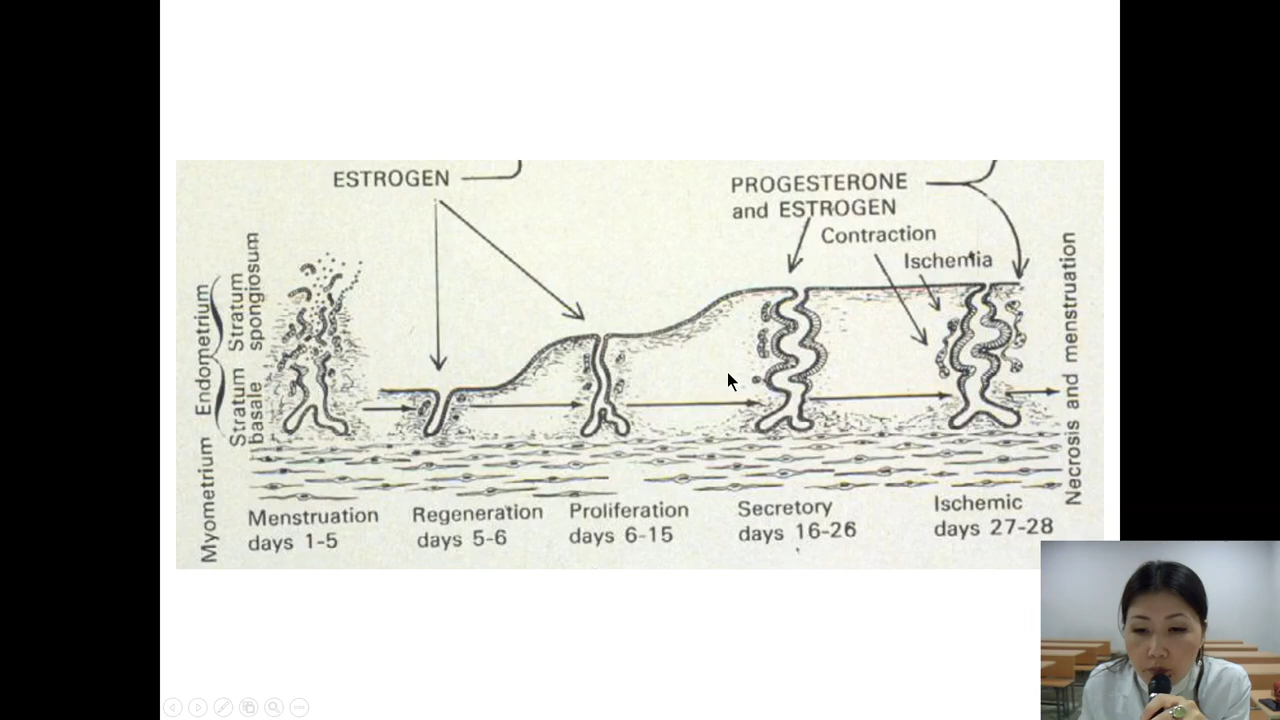 ESTROGEN
PROGESTERONE
and ESTROGEN
Contraction
Ischemia
Myometrium
Endometrium
Stratum
basale
Stratum
spongiosum
Necrosis and menstruation
Menstruation
days 1-5
Regeneration
days 5-6
Proliferation
days 6-15
Secretory
days 16-26
Ischemic
days 27-28